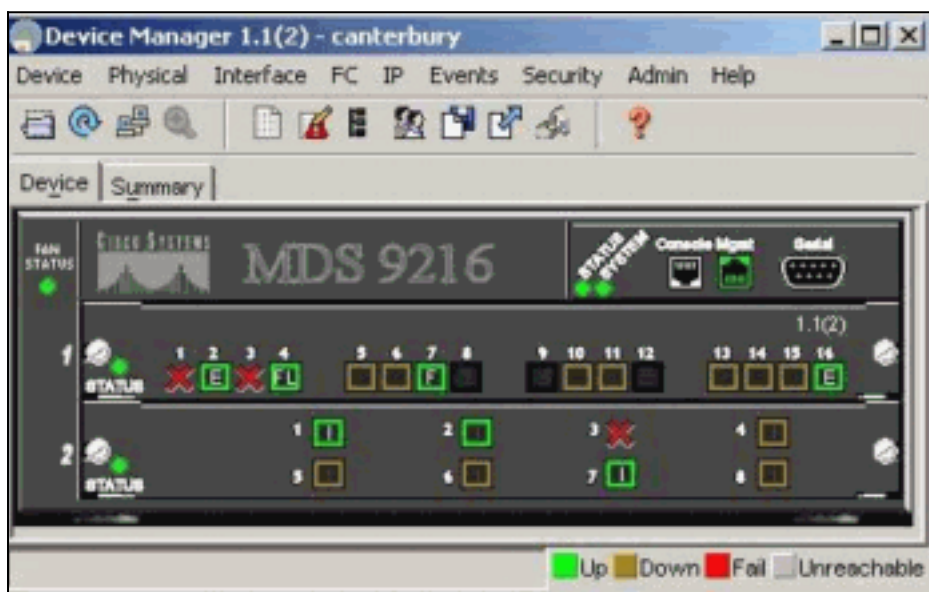 Device Manager 1.1(2) - canterbury
Device Physical Interface FC IP Events Security Admin Help
Device Summary
FAN STATUS
CISCO SYSTEMS
MDS 9216
STATUS
SYSTEM
Console Mgmt Serial
1.1(2)
1
STATUS
1 2 3 4 5 6 7 8 9 10 11 12 13 14 15 16
E FL F E
2
STATUS
1 2 3 4
I
5 6 7 8
I
Up Down Fail Unreachable